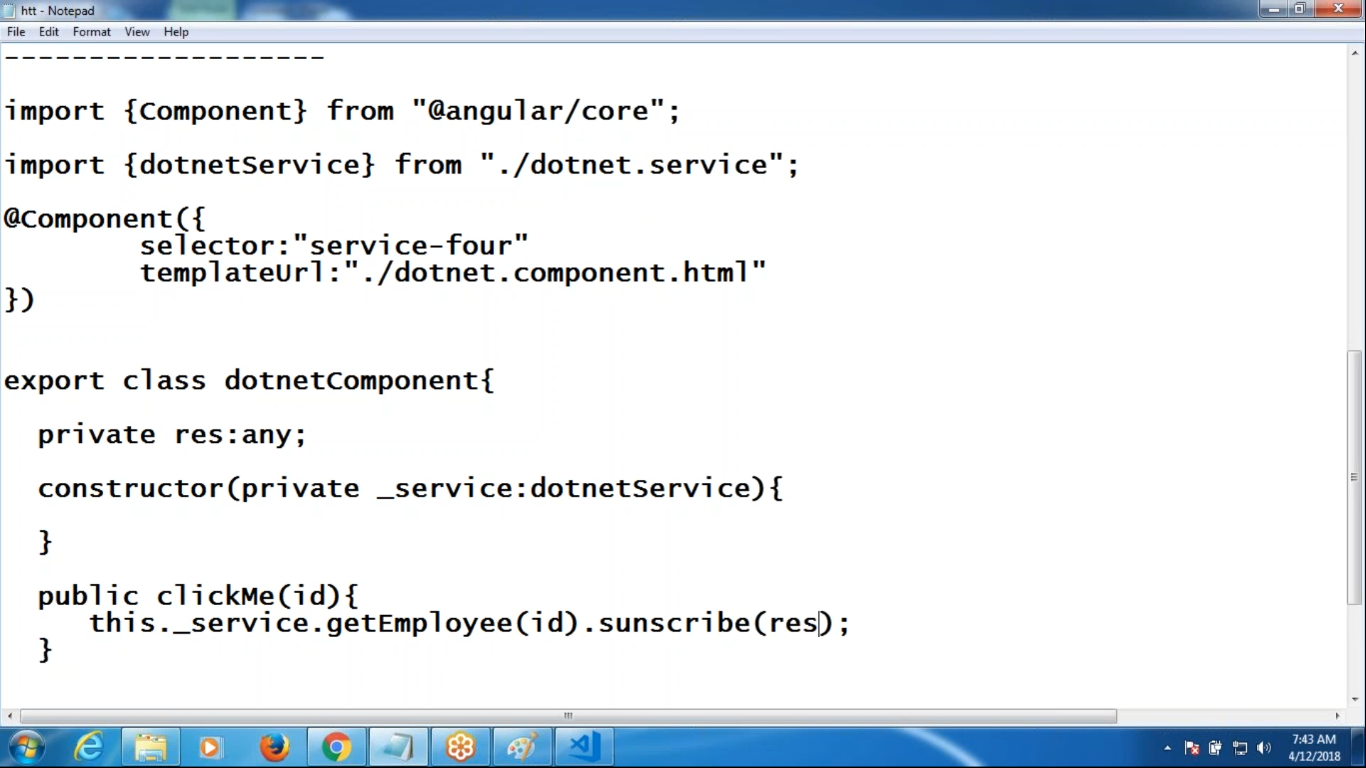 htt - Notepad
File Edit Format View Help
-------------------
import {Component} from "@angular/core";
import {dotnetService} from "./dotnet.service";
@Component({
selector:"service-four"
templateUrl:"./dotnet.component.html"
})
export class dotnetComponent{
private res:any;
constructor(private _service:dotnetService){
}
public clickMe(id){
this._service.getEmployee(id).sunscribe(res);
}
7:43 AM
4/12/2018